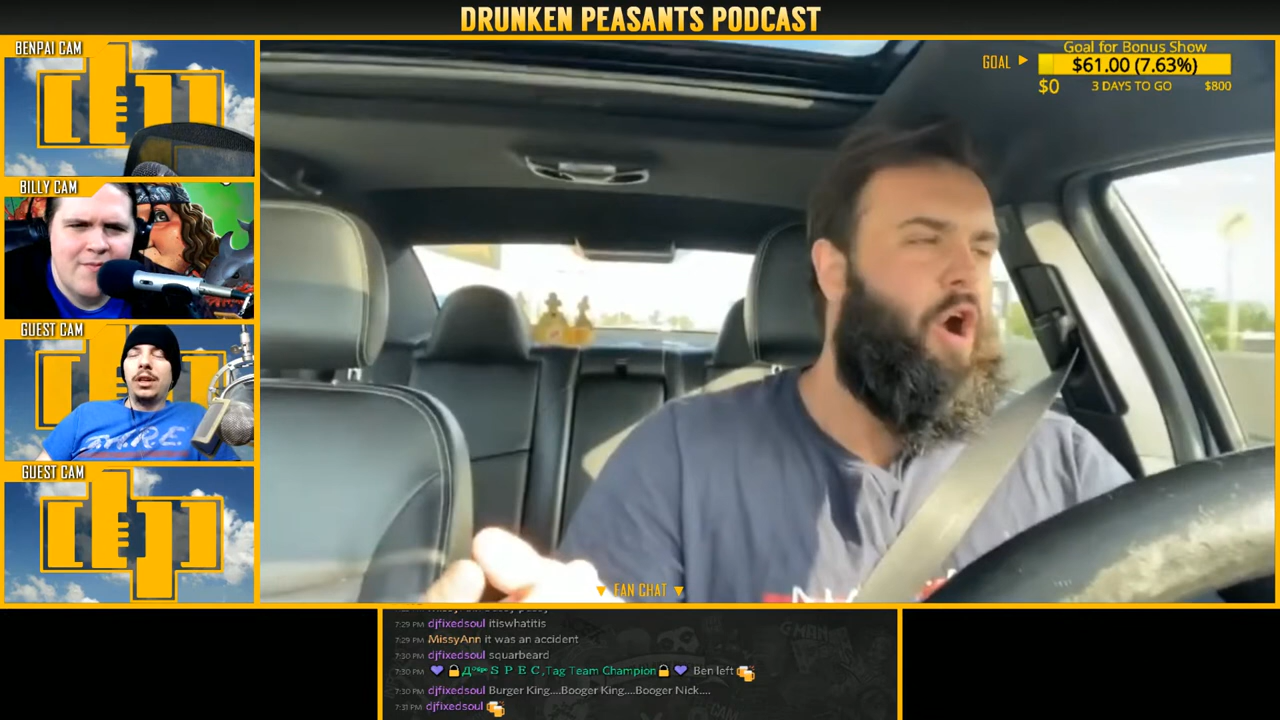 DRUNKEN PEASANTS PODCAST
BENPAI CAM
BILLY CAM
GUEST CAM
GUEST CAM
GOAL
Goal for Bonus Show
$61.00 (7.63%)
$0 3 DAYS TO GO $800
T.H.R.E.
FAN CHAT
7:29 PM djfixedsoul itiswhatitis
7:29 PM MissyAnn it was an accident
7:30 PM djfixedsoul squarbeard
7:30 PM S P E C,Tag Team Champion Ben left
7:30 PM djfixedsoul Burger King....Booger King....Booger Nick....
7:31 PM djfixedsoul